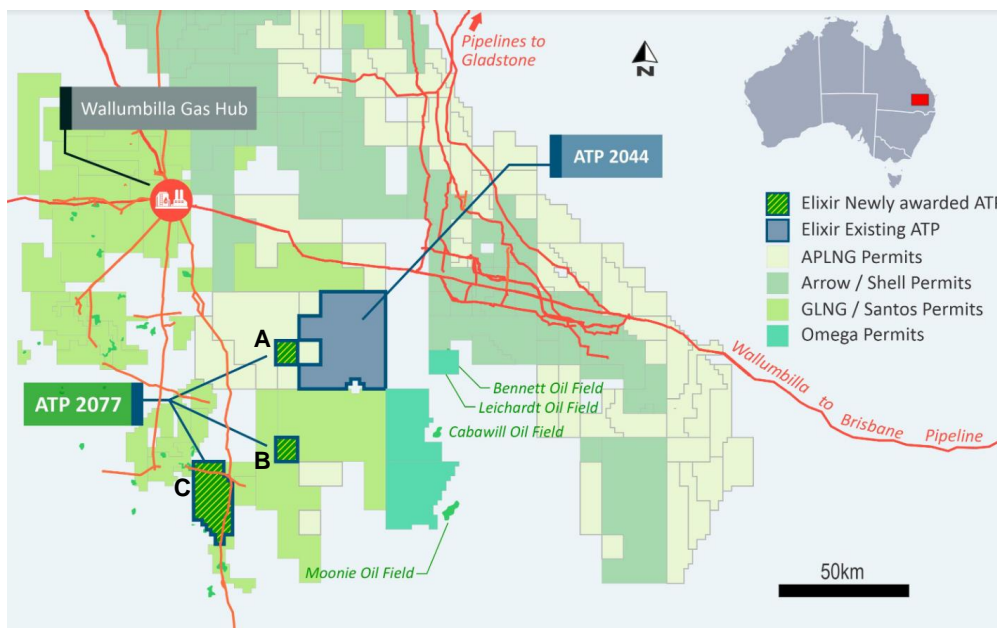 Pipelines to
Gladstone
N
Wallumbilla Gas Hub
ATP 2044
Elixir Newly awarded ATP
Elixir Existing ATP
APLNG Permits
Arrow / Shell Permits
GLNG / Santos Permits
Omega Permits
A
Bennett Oil Field
Leichardt Oil Field
Wallumbilla to Brisbane Pipeline
ATP 2077
Cabawill Oil Field
B
C
Moonie Oil Field
50km